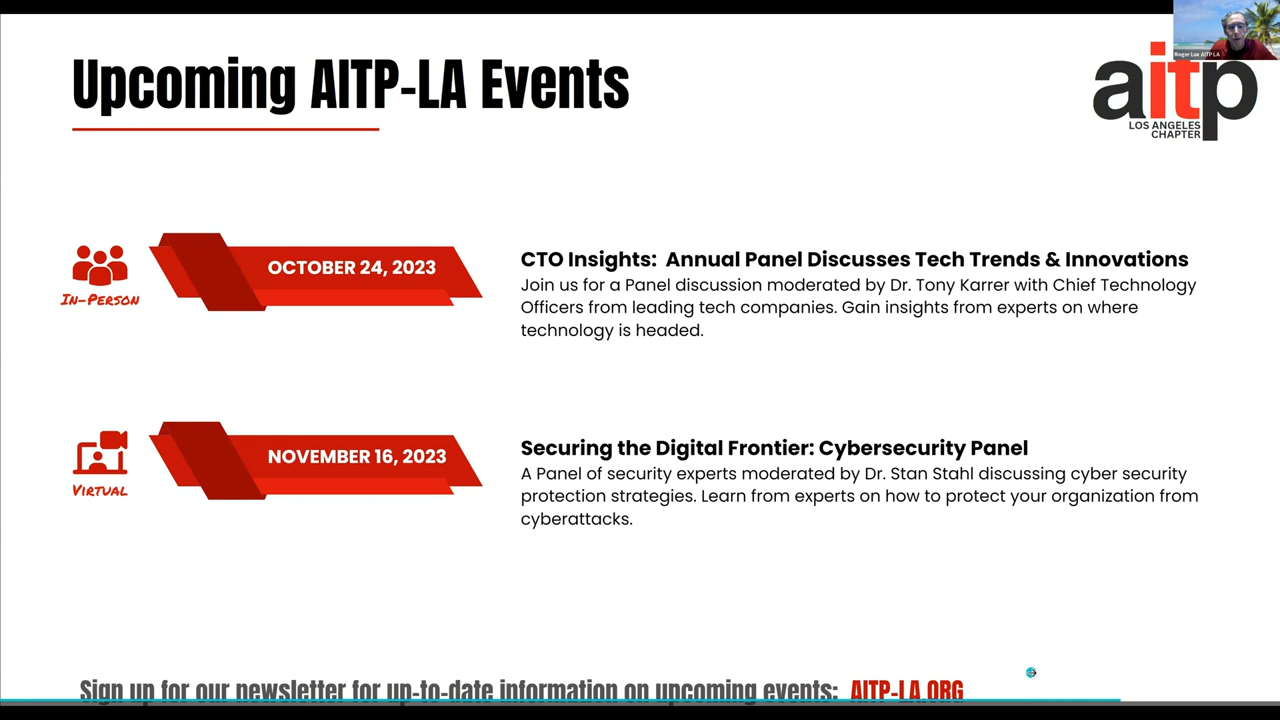 Roger Lux AITP LA
Upcoming AITP-LA Events
aitp
LOS ANGELES
CHAPTER
IN-PERSON
OCTOBER 24, 2023
CTO Insights:  Annual Panel Discusses Tech Trends & Innovations
Join us for a Panel discussion moderated by Dr. Tony Karrer with Chief Technology
Officers from leading tech companies. Gain insights from experts on where
technology is headed.
VIRTUAL
NOVEMBER 16, 2023
Securing the Digital Frontier: Cybersecurity Panel
A Panel of security experts moderated by Dr. Stan Stahl discussing cyber security
protection strategies. Learn from experts on how to protect your organization from
cyberattacks.
Sign up for our newsletter for up-to-date information on upcoming events:  AITP-LA.ORG